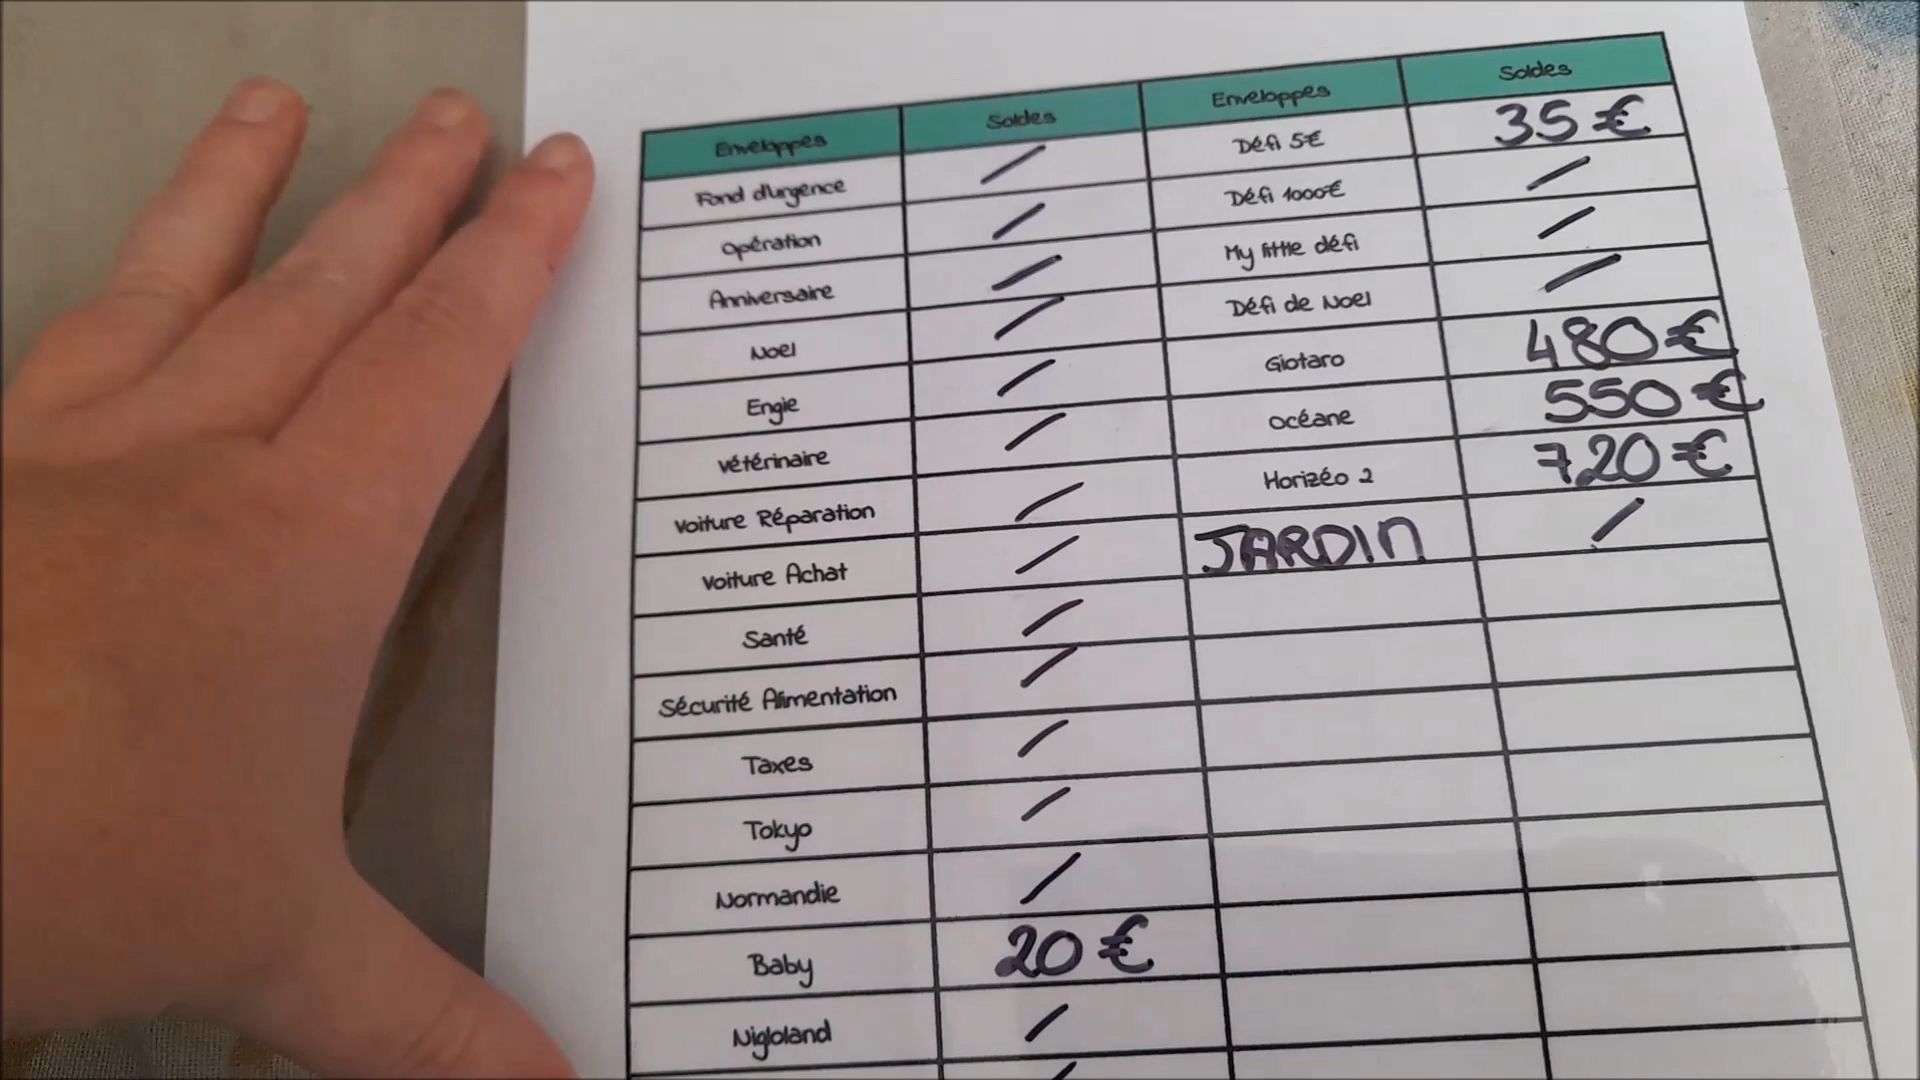 Enveloppes Soldes Enveloppes Soldes
Fond d'urgence / Défi 5€ 35 €
Opération / Défi 1000€ /
Anniversaire / My little défi /
Noel / Défi de Noel /
Engie / Giotaro 480 €
Vétérinaire / Océane 550 €
Voiture Réparation / Horizéo 2 720 €
Voiture Achat / JARDIN /
Santé /
Sécurité Alimentation /
Taxes /
Tokyo /
Normandie /
Baby 20 €
Nigloland /
/